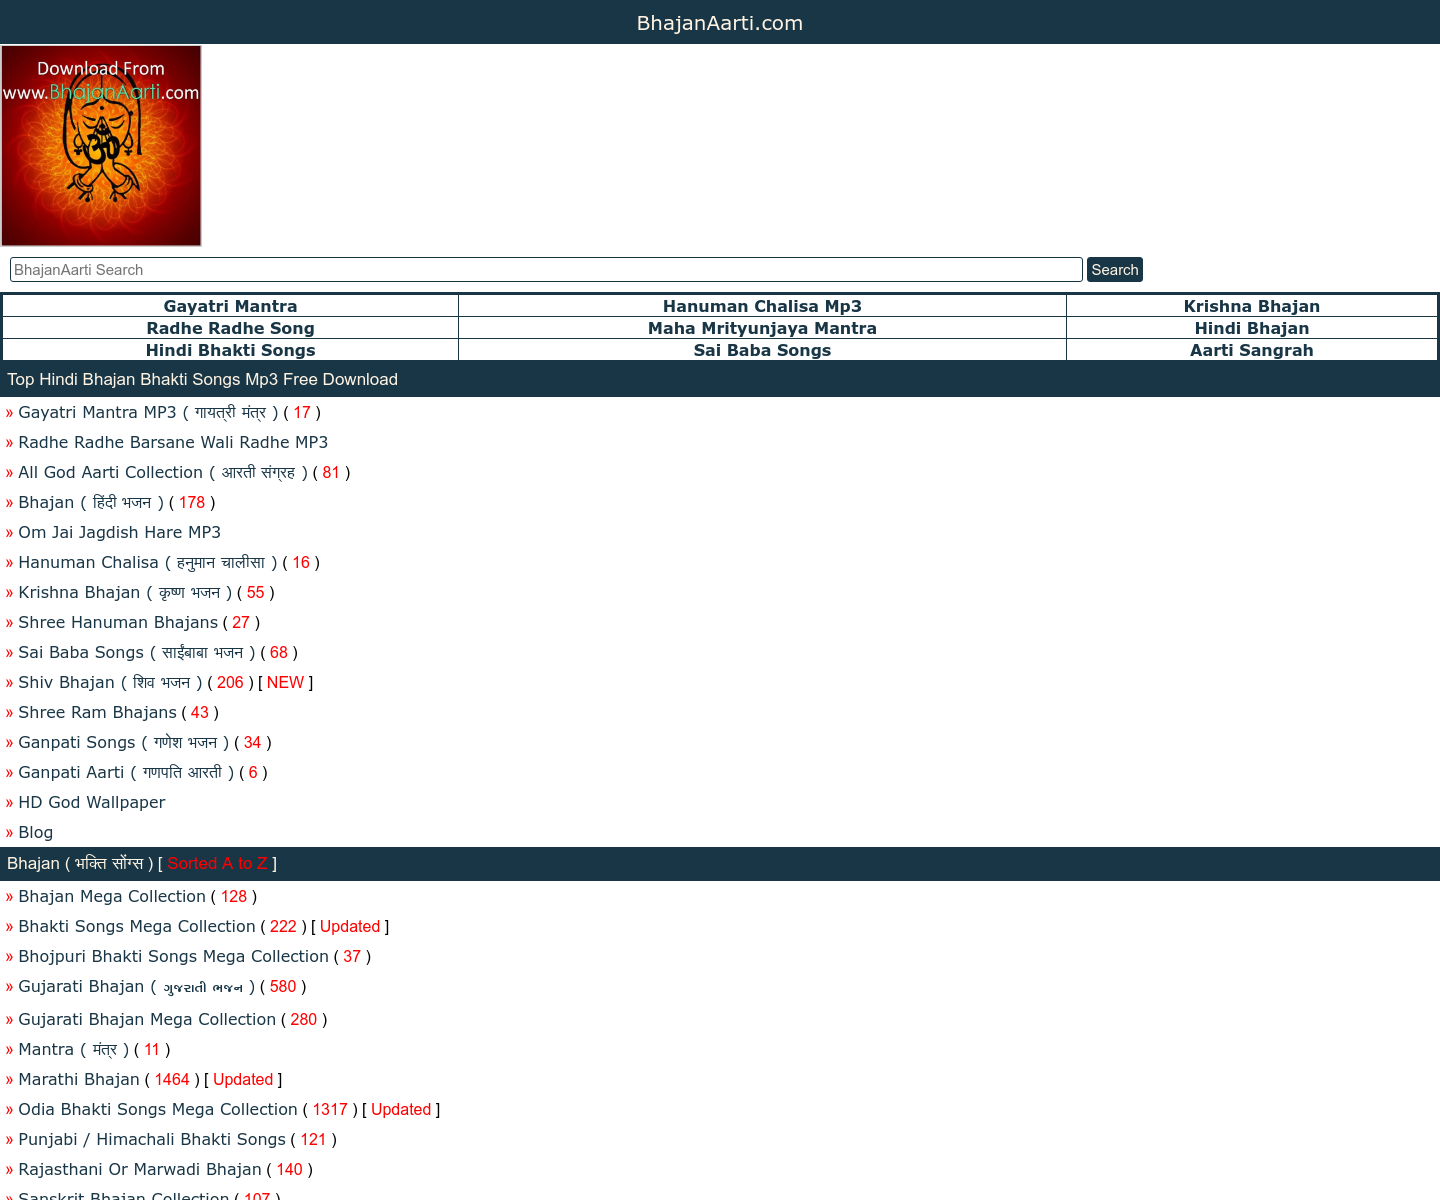 BhajanAarti.com
Download From
www.BhajanAarti.com
BhajanAarti Search Search
Gayatri Mantra Hanuman Chalisa Mp3 Krishna Bhajan
Radhe Radhe Song Maha Mrityunjaya Mantra Hindi Bhajan
Hindi Bhakti Songs Sai Baba Songs Aarti Sangrah
Top Hindi Bhajan Bhakti Songs Mp3 Free Download
» Gayatri Mantra MP3 ( गायत्री मंत्र ) ( 17 )
» Radhe Radhe Barsane Wali Radhe MP3
» All God Aarti Collection ( आरती संग्रह ) ( 81 )
» Bhajan ( हिंदी भजन ) ( 178 )
» Om Jai Jagdish Hare MP3
» Hanuman Chalisa ( हनुमान चालीसा ) ( 16 )
» Krishna Bhajan ( कृष्ण भजन ) ( 55 )
» Shree Hanuman Bhajans ( 27 )
» Sai Baba Songs ( साईंबाबा भजन ) ( 68 )
» Shiv Bhajan ( शिव भजन ) ( 206 ) [ NEW ]
» Shree Ram Bhajans ( 43 )
» Ganpati Songs ( गणेश भजन ) ( 34 )
» Ganpati Aarti ( गणपति आरती ) ( 6 )
» HD God Wallpaper
» Blog
Bhajan ( भक्ति सोंग्स ) [ Sorted A to Z ]
» Bhajan Mega Collection ( 128 )
» Bhakti Songs Mega Collection ( 222 ) [ Updated ]
» Bhojpuri Bhakti Songs Mega Collection ( 37 )
» Gujarati Bhajan ( ગુજરાતી ભજન ) ( 580 )
» Gujarati Bhajan Mega Collection ( 280 )
» Mantra ( मंत्र ) ( 11 )
» Marathi Bhajan ( 1464 ) [ Updated ]
» Odia Bhakti Songs Mega Collection ( 1317 ) [ Updated ]
» Punjabi / Himachali Bhakti Songs ( 121 )
» Rajasthani Or Marwadi Bhajan ( 140 )
» Sanskrit Bhajan Collection ( 107 )